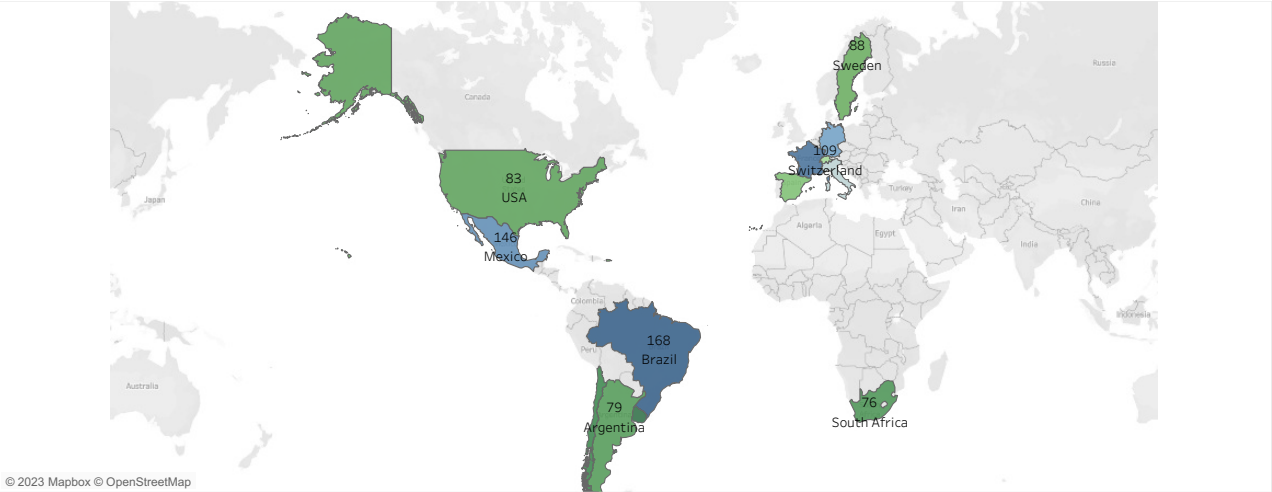 88
Sweden
Russia
Canada
109
Switzerland
83
USA
Turkey
Japan
China
Iran
Algeria
Egypt
146
Mexico
India
Colombia
Indonesia
168
Brazil
Peru
Australia
79
Argentina
76
South Africa
© 2023 Mapbox © OpenStreetMap